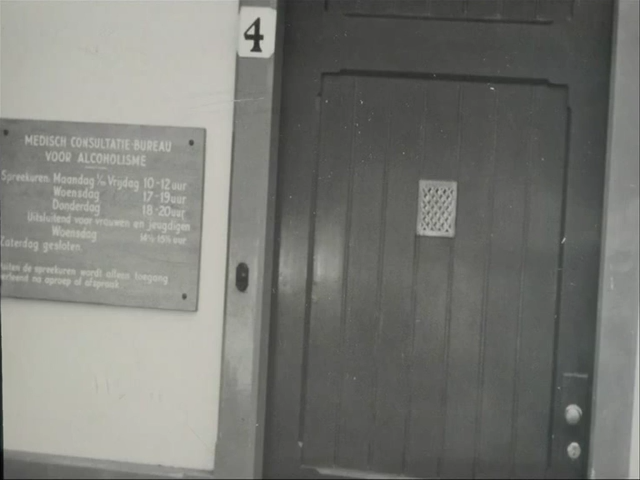 4
MEDISCH CONSULTATIE-BUREAU
VOOR ALCOHOLISME
Spreekuren: Maandag t/m Vrijdag 10-12 uur
Woensdag 17-19 uur
Donderdag 18-20 uur
Uitsluitend voor vrouwen en jeugdigen
Woensdag uur
Zaterdag gesloten.
Buiten de spreekuren wordt alleen toegang
verleend na oproep of afspraak